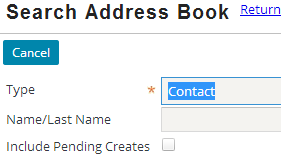 Search Address Book Return
Cancel
Type * Contact
Name/Last Name
Include Pending Creates